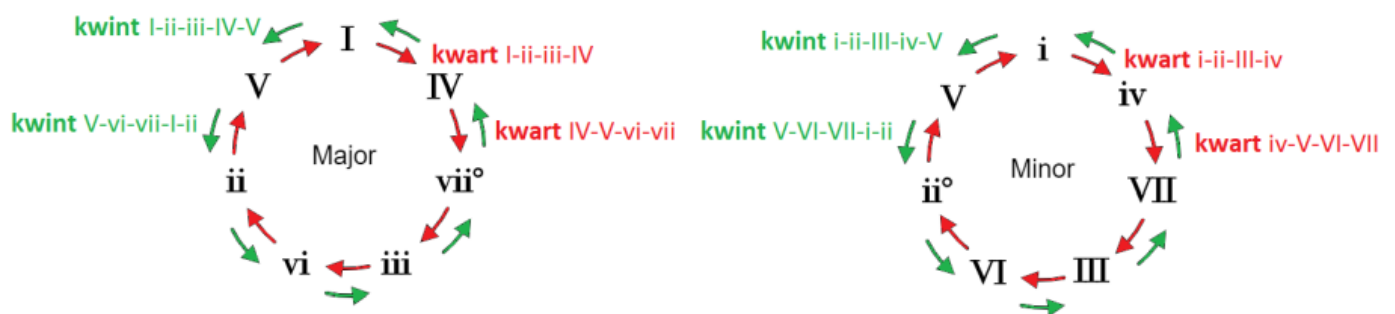 kwint I-ii-iii-IV-V
I
kwart I-ii-iii-IV
V
IV
kwint V-vi-vii-I-ii
kwart IV-V-vi-vii
Major
ii
vii°
vi
iii
kwint i-ii-III-iv-V
i
kwart i-ii-III-iv
V
iv
kwint V-VI-VII-i-ii
kwart iv-V-VI-VII
Minor
ii°
VII
VI
III